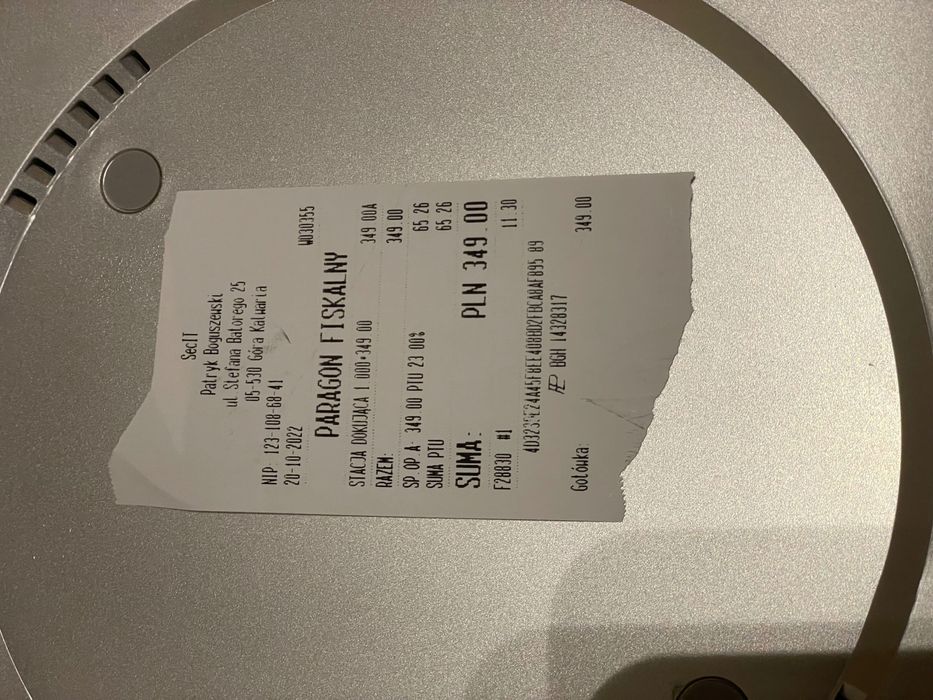 SecIT
Patryk Boguszewski
ul Stefana Batorego 25
05-530 Góra Kalwaria
NIP: 123-108-68-41
20-10-2022 W030355
PARAGON FISKALNY
STACJA DOKUJĄCA 1.000*349.00 349.00A
RAZEM: 349.00
SP.OP.A: 349.00 PTU 23.00% 65.26
SUMA PTU 65.26
SUMA: PLN 349.00
F28830 #1 11:30
BGH 14328317
Gotówka: 349.00